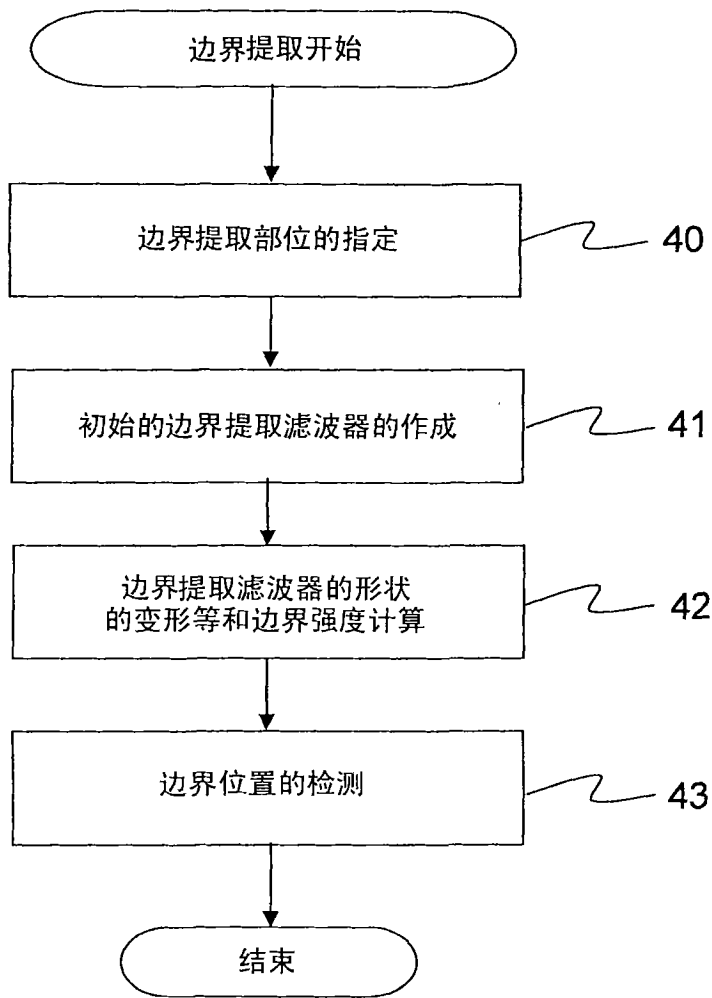 边界提取开始
边界提取部位的指定
40
初始的边界提取滤波器的作成
41
边界提取滤波器的形状
的变形等和边界强度计算
42
边界位置的检测
43
结束